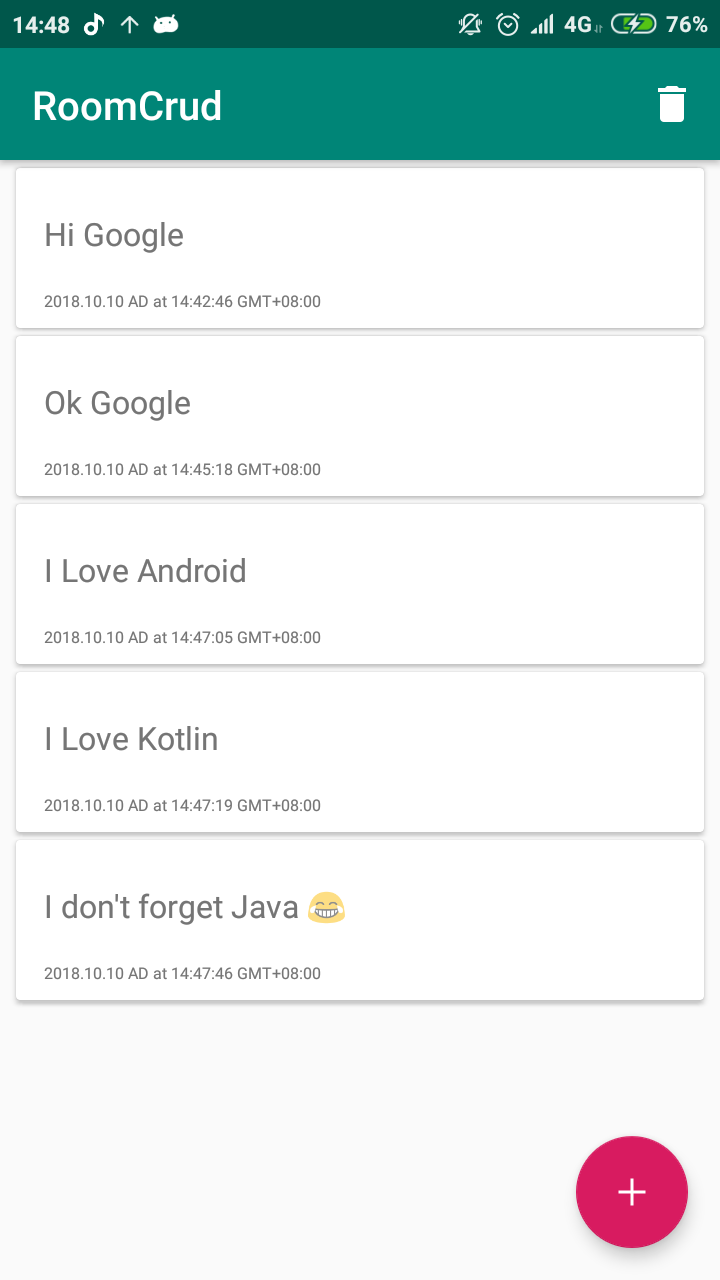 14:48 4G 76%
RoomCrud
Hi Google
2018.10.10 AD at 14:42:46 GMT+08:00
Ok Google
2018.10.10 AD at 14:45:18 GMT+08:00
I Love Android
2018.10.10 AD at 14:47:05 GMT+08:00
I Love Kotlin
2018.10.10 AD at 14:47:19 GMT+08:00
I don't forget Java 😂
2018.10.10 AD at 14:47:46 GMT+08:00